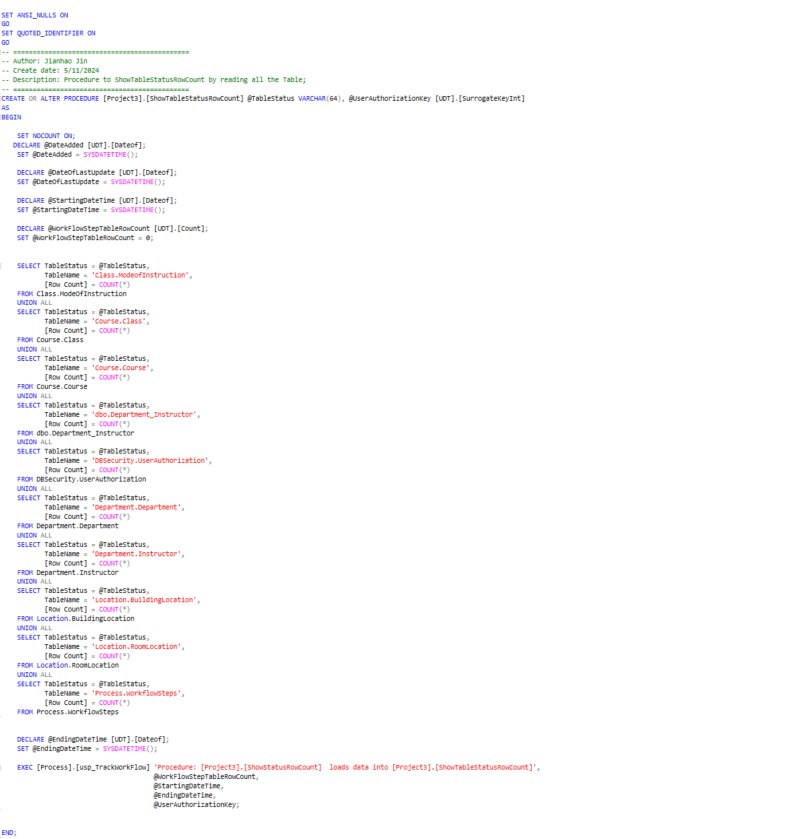 SET ANSI_NULLS ON
GO
SET QUOTED_IDENTIFIER ON
GO
-- =============================================
-- Author: Jianhao Jin
-- Create date: 5/11/2024
-- Description: Procedure to ShowTableStatusRowCount by reading all the Table;
-- =============================================
CREATE OR ALTER PROCEDURE [Project3].[ShowTableStatusRowCount] @TableStatus VARCHAR(64), @UserAuthorizationKey [UDT].[SurrogateKeyInt]
AS
BEGIN
SET NOCOUNT ON;
DECLARE @DateAdded [UDT].[Dateof];
SET @DateAdded = SYSDATETIME();
DECLARE @DateOfLastUpdate [UDT].[Dateof];
SET @DateOfLastUpdate = SYSDATETIME();
DECLARE @StartingDateTime [UDT].[Dateof];
SET @StartingDateTime = SYSDATETIME();
DECLARE @WorkFlowStepTableRowCount [UDT].[Count];
SET @WorkFlowStepTableRowCount = 0;
SELECT TableStatus = @TableStatus,
TableName = 'Class.ModeofInstruction',
[Row Count] = COUNT(*)
FROM Class.ModeOfInstruction
UNION ALL
SELECT TableStatus = @TableStatus,
TableName = 'Course.Class',
[Row Count] = COUNT(*)
FROM Course.Class
UNION ALL
SELECT TableStatus = @TableStatus,
TableName = 'Course.Course',
[Row Count] = COUNT(*)
FROM Course.Course
UNION ALL
SELECT TableStatus = @TableStatus,
TableName = 'dbo.Department_Instructor',
[Row Count] = COUNT(*)
FROM dbo.Department_Instructor
UNION ALL
SELECT TableStatus = @TableStatus,
TableName = 'DBSecurity.UserAuthorization',
[Row Count] = COUNT(*)
FROM DBSecurity.UserAuthorization
UNION ALL
SELECT TableStatus = @TableStatus,
TableName = 'Department.Department',
[Row Count] = COUNT(*)
FROM Department.Department
UNION ALL
SELECT TableStatus = @TableStatus,
TableName = 'Department.Instructor',
[Row Count] = COUNT(*)
FROM Department.Instructor
UNION ALL
SELECT TableStatus = @TableStatus,
TableName = 'Location.BuildingLocation',
[Row Count] = COUNT(*)
FROM Location.BuildingLocation
UNION ALL
SELECT TableStatus = @TableStatus,
TableName = 'Location.RoomLocation',
[Row Count] = COUNT(*)
FROM Location.RoomLocation
UNION ALL
SELECT TableStatus = @TableStatus,
TableName = 'Process.WorkflowSteps',
[Row Count] = COUNT(*)
FROM Process.WorkflowSteps
DECLARE @EndingDateTime [UDT].[Dateof];
SET @EndingDateTime = SYSDATETIME();
EXEC [Process].[usp_TrackWorkFlow] 'Procedure: [Project3].[ShowStatusRowCount]  loads data into [Project3].[ShowTableStatusRowCount]',
@WorkFlowStepTableRowCount,
@StartingDateTime,
@EndingDateTime,
@UserAuthorizationKey;
END;